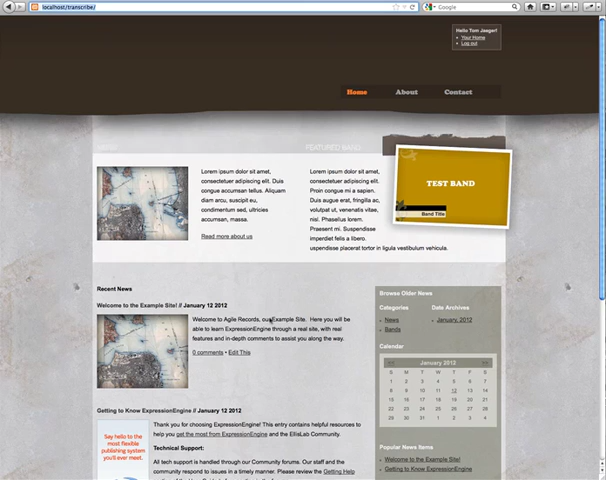 localhost/transcribe/
Google
Hello Tom Jaeger!
Your Home
Log out
Home
About
Contact
FEATURED BAND
Lorem ipsum dolor sit amet,
consectetuer adipiscing elit. Duis
congue accumsan tellus. Aliquam
diam arcu, suscipit eu,
condimentum sed, ultricies
accumsan, massa.
Read more about us
Lorem ipsum dolor sit amet,
consectetuer adipiscing elit.
Proin congue mi a sapien.
Duis augue erat, fringilla ac,
volutpat ut, venenatis vitae,
nisl. Phasellus lorem.
Praesent mi. Suspendisse
imperdiet felis a libero.
uspendisse placerat tortor in ligula vestibulum vehicula.
TEST BAND
Band Title
Recent News
Welcome to the Example Site! // January 12 2012
Welcome to Agile Records, our Example Site. Here you will be
able to learn ExpressionEngine through a real site, with real
features and in-depth comments to assist you along the way.
0 comments • Edit This
Getting to Know ExpressionEngine // January 12 2012
Say hello to the
most flexible
publishing system
you'll ever meet.
Thank you for choosing ExpressionEngine! This entry contains helpful resources to
help you get the most from ExpressionEngine and the EllisLab Community.
Technical Support:
All tech support is handled through our Community forums. Our staff and the
community respond to issues in a timely manner. Please review the Getting Help
Browse Older News
Categories
News
Bands
Date Archives
January, 2012
Calendar
<< January 2012 >>
S M T W T F S
1 2 3 4 5 6 7
8 9 10 11 12 13 14
15 16 17 18 19 20 21
22 23 24 25 26 27 28
29 30 31
Popular News Items
Welcome to the Example Site!
Getting to Know ExpressionEngine